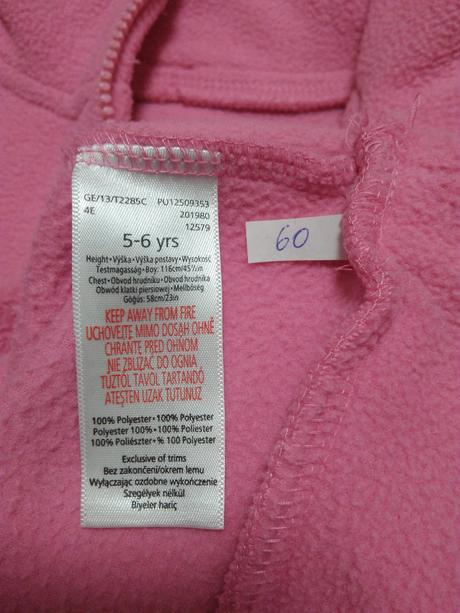 GE/13/T2285C PU12509353
4E 201980
12579
5-6 yrs
Height•Výška•Výška postavy•Wysokość
Testmagasság•Boy: 116cm/45½in
Chest•Obvod hrudníku•Obvod hrudníka
Obwód klatki piersiowej•Mellbőség
Göğüs: 58cm/23in
KEEP AWAY FROM FIRE
UCHOVEJTE MIMO DOSAH OHNĚ
CHRÁNTE PRED OHNOM
NIE ZBLIŻAĆ DO OGNIA
TŰZTŐL TÁVOL TARTANDÓ
ATEŞTEN UZAK TUTUNUZ
100% Polyester•100% Polyester
Polyester 100%•100% Poliester
100% Poliészter•% 100 Polyester
Exclusive of trims
Bez zakončení/okrem lemu
Wyłączając ozdobne wykończenie
Szegélyek nélkül
Biyeler hariç
60